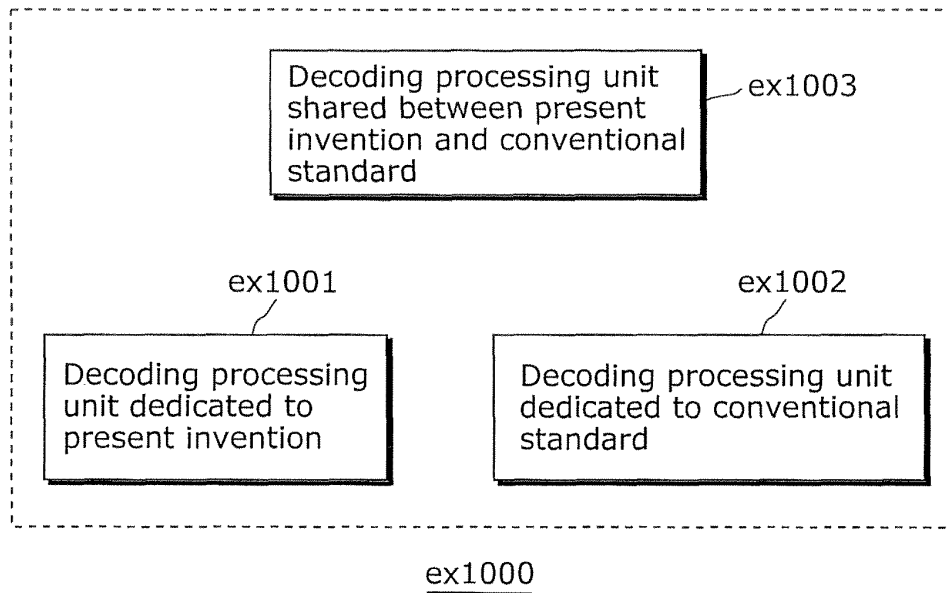 Decoding processing unit
shared between present
invention and conventional
standard
ex1003
ex1001
Decoding processing
unit dedicated to
present invention
ex1002
Decoding processing unit
dedicated to conventional
standard
ex1000